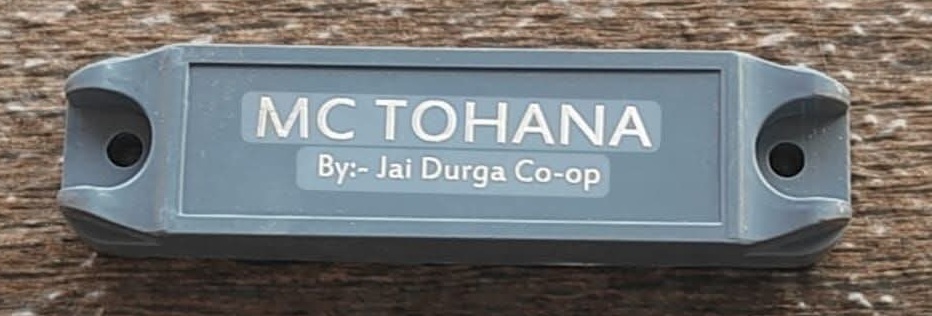 MC TOHANA
By:- Jai Durga Co-op